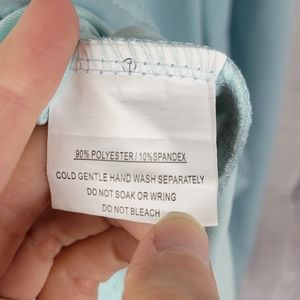 90% POLYESTER / 10%SPANDEX
COLD GENTLE HAND WASH SEPARATELY
DO NOT SOAK OR WRING
DO NOT BLEACH